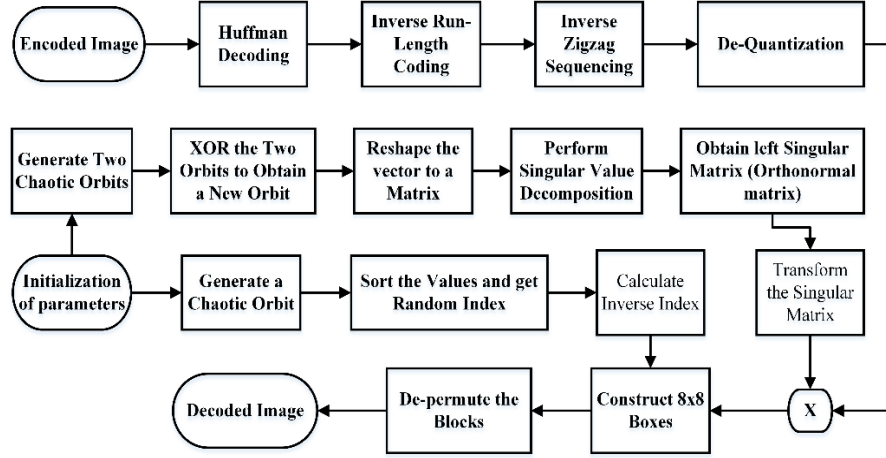 Encoded Image
Huffman
Decoding
Inverse Run-
Length
Coding
Inverse
Zigzag
Sequencing
De-Quantization
Generate Two
Chaotic Orbits
XOR the Two
Orbits to Obtain
a New Orbit
Reshape the
vector to a
Matrix
Perform
Singular Value
Decomposition
Obtain left Singular
Matrix (Orthonormal
matrix)
Initialization
of parameters
Generate a
Chaotic Orbit
Sort the Values and get
Random Index
Calculate
Inverse Index
Transform
the Singular
Matrix
Decoded Image
De-permute the
Blocks
Construct 8x8
Boxes
X